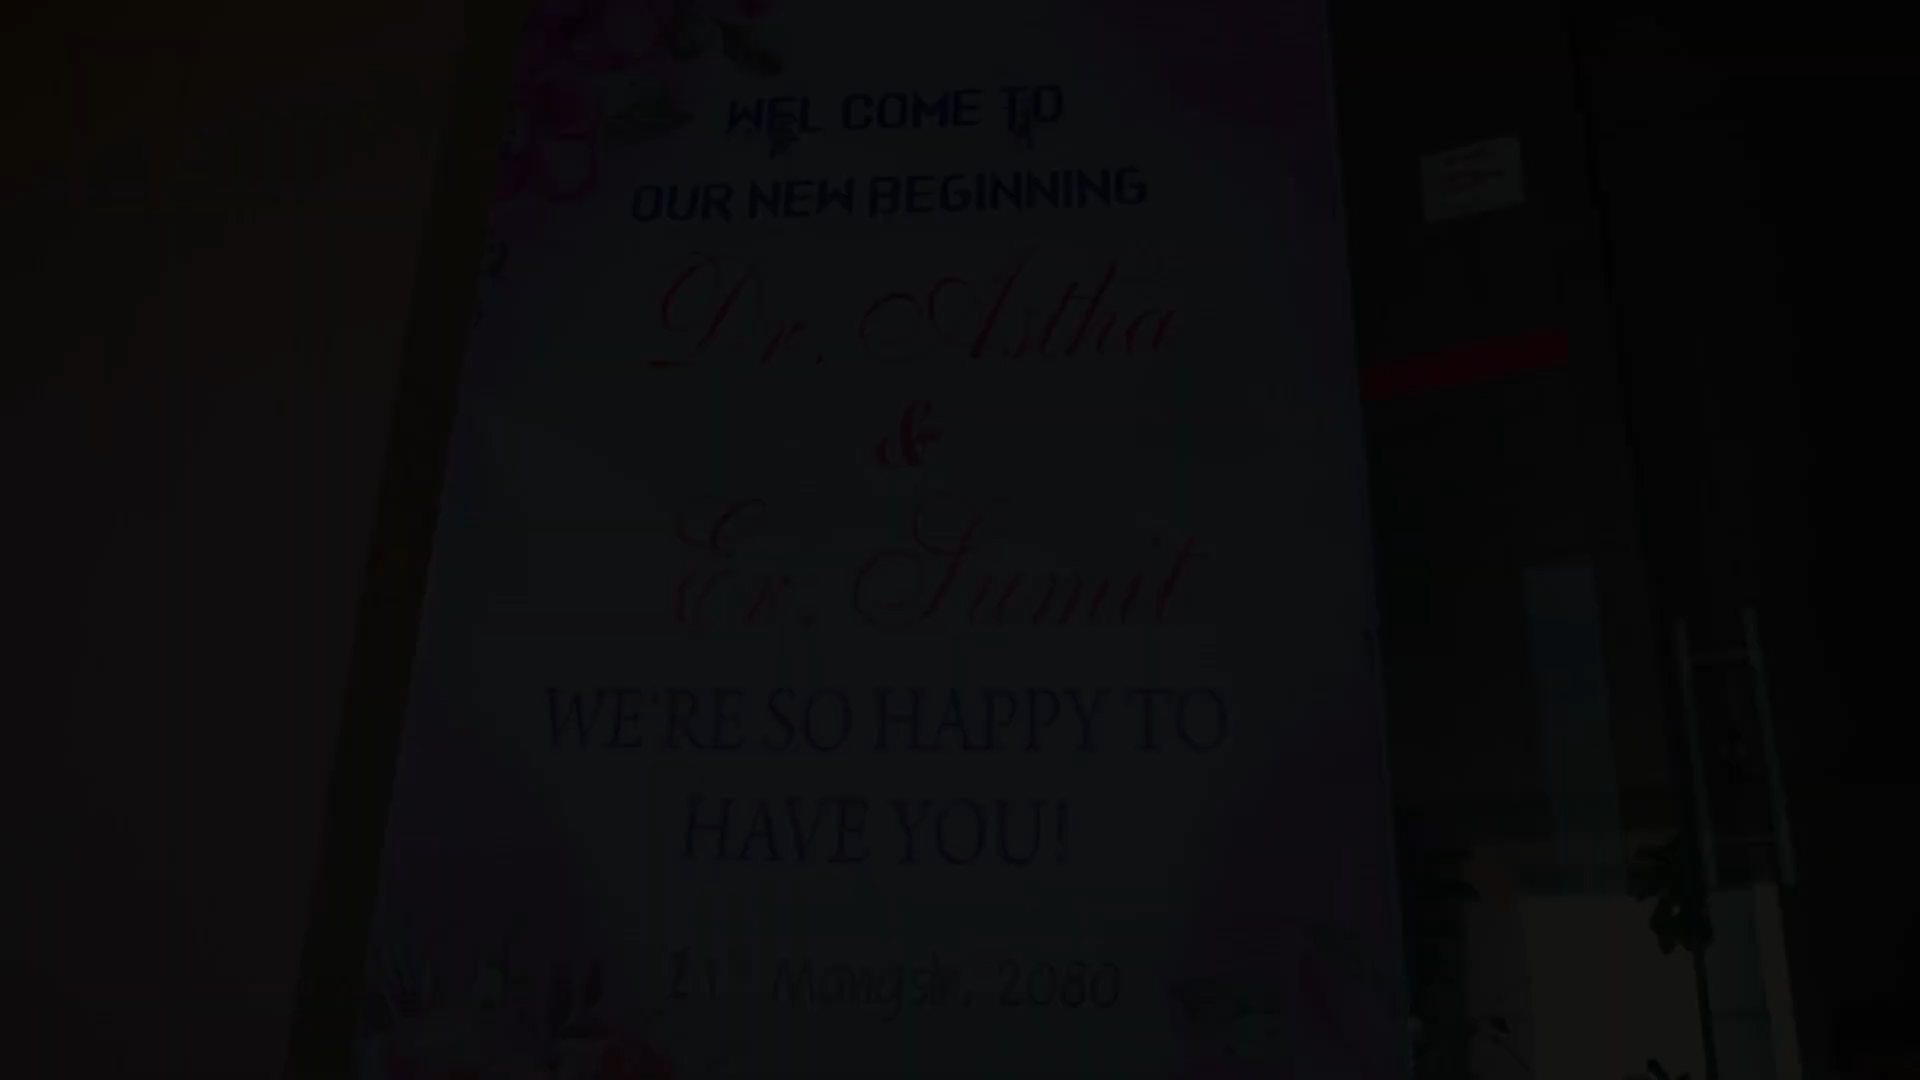 WEL COME TO
OUR NEW BEGINNING
Dr. Astha
&
Er. Sumit
WE'RE SO HAPPY TO
HAVE YOU!
21st Mangsir, 2080